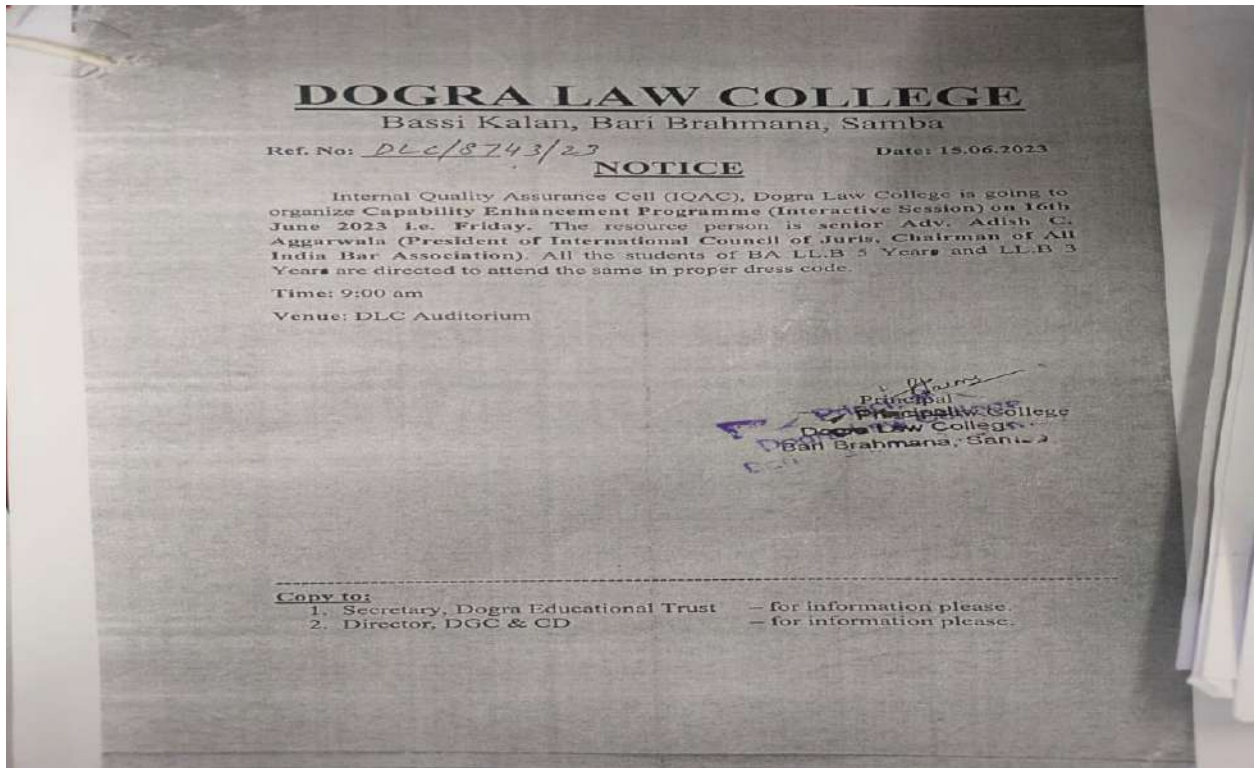 DOGRA LAW COLLEGE
Bassi Kalan, Bari Brahmana, Samba
Ref. No: DLC/8743/23 Date: 15.06.2023
NOTICE
Internal Quality Assurance Cell (IQAC), Dogra Law College is going to
organize Capability Enhancement Programme (Interactive Session) on 16th
June 2023 i.e. Friday. The resource person is senior Adv. Adish C.
Aggarwala (President of International Council of Juris, Chairman of All
India Bar Association). All the students of BA LL.B 5 Years and LL.B 3
Years are directed to attend the same in proper dress code.
Time: 9:00 am
Venue: DLC Auditorium
Principal
Principal College
Dogra Law College
Bari Brahmana,
Copy to:
1. Secretary, Dogra Educational Trust – for information please.
2. Director, DGC & CD – for information please.